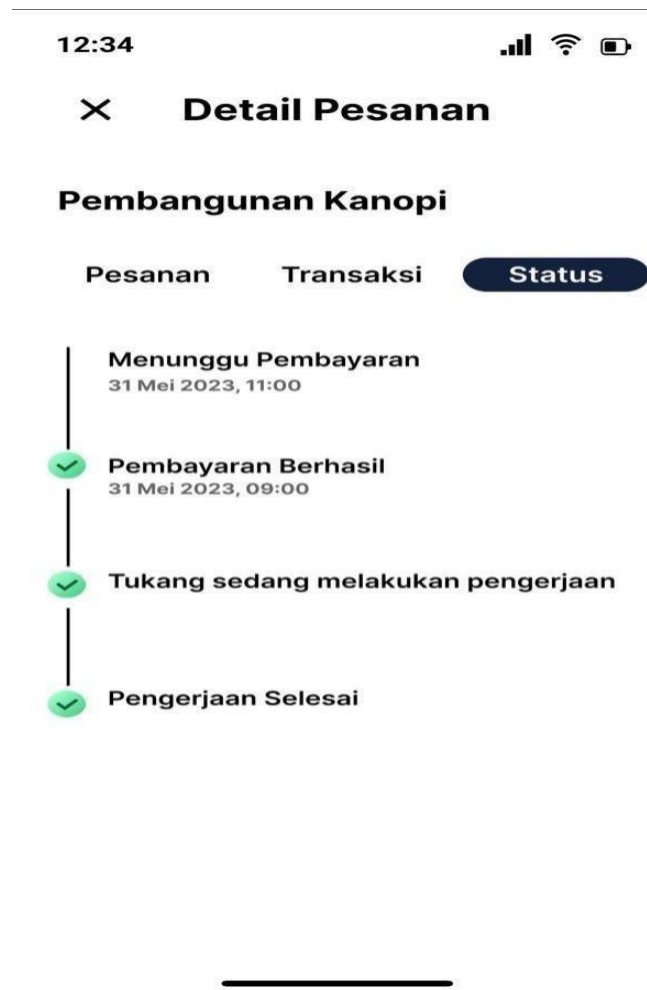 12:34
Detail Pesanan
Pembangunan Kanopi
Pesanan Transaksi Status
Menunggu Pembayaran
31 Mei 2023, 11:00
Pembayaran Berhasil
31 Mei 2023, 09:00
Tukang sedang melakukan pengerjaan
Pengerjaan Selesai